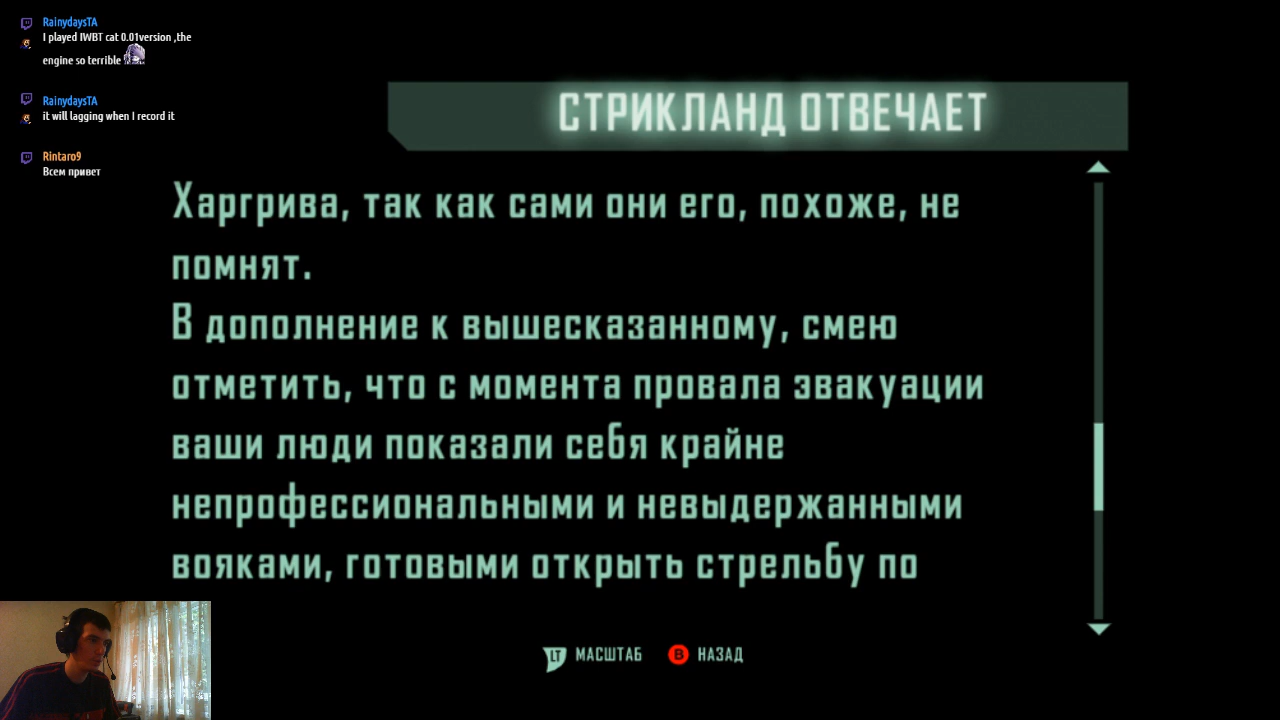 RainydaysTA
I played IWBT cat 0.01version ,the
engine so terrible
RainydaysTA
it will lagging when I record it
Rintaro9
Всем привет
СТРИКЛАНД ОТВЕЧАЕТ
Харгрива, так как сами они его, похоже, не
помнят.
В дополнение к вышесказанному, смею
отметить, что с момента провала эвакуации
ваши люди показали себя крайне
непрофессиональными и невыдержанными
вояками, готовыми открыть стрельбу по
LT МАСШТАБ B НАЗАД